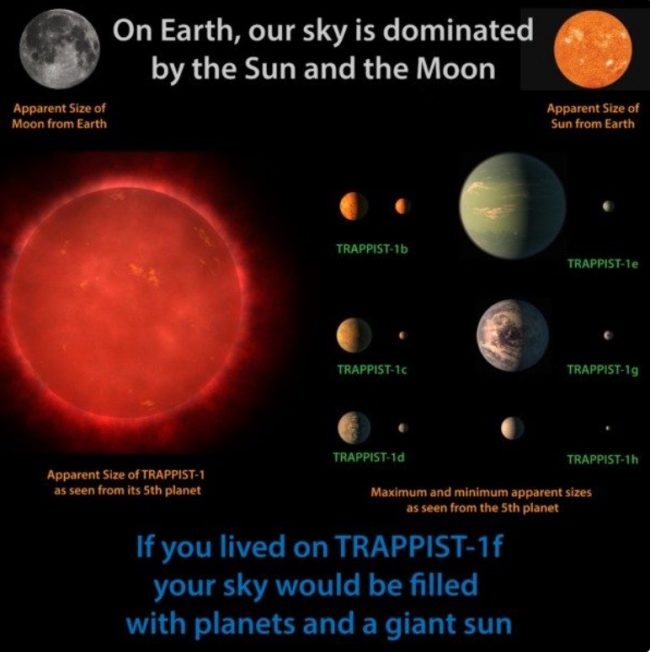 On Earth, our sky is dominated
by the Sun and the Moon
Apparent Size of
Moon from Earth
Apparent Size of
Sun from Earth
TRAPPIST-1b
TRAPPIST-1e
TRAPPIST-1c
TRAPPIST-1g
TRAPPIST-1d
TRAPPIST-1h
Apparent Size of TRAPPIST-1
as seen from its 5th planet
Maximum and minimum apparent sizes
as seen from the 5th planet
If you lived on TRAPPIST-1f
your sky would be filled
with planets and a giant sun